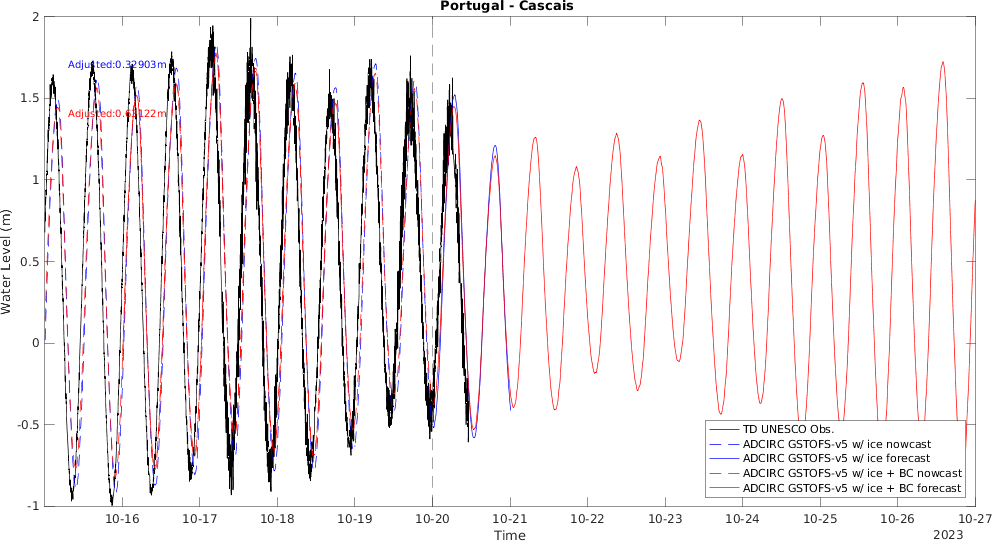 Portugal - Cascais
Water Level (m)
2
1.5
1
0.5
0
-0.5
-1
Adjusted:0.32903m
TD UNESCO Obs.
ADCIRC GSTOFS-v5 w/ ice nowcast
ADCIRC GSTOFS-v5 w/ ice forecast
ADCIRC GSTOFS-v5 w/ ice + BC nowcast
ADCIRC GSTOFS-v5 w/ ice + BC forecast
10-16 10-17 10-18 10-19 10-20 10-21 10-22 10-23 10-24 10-25 10-26 10-27
Time
2023